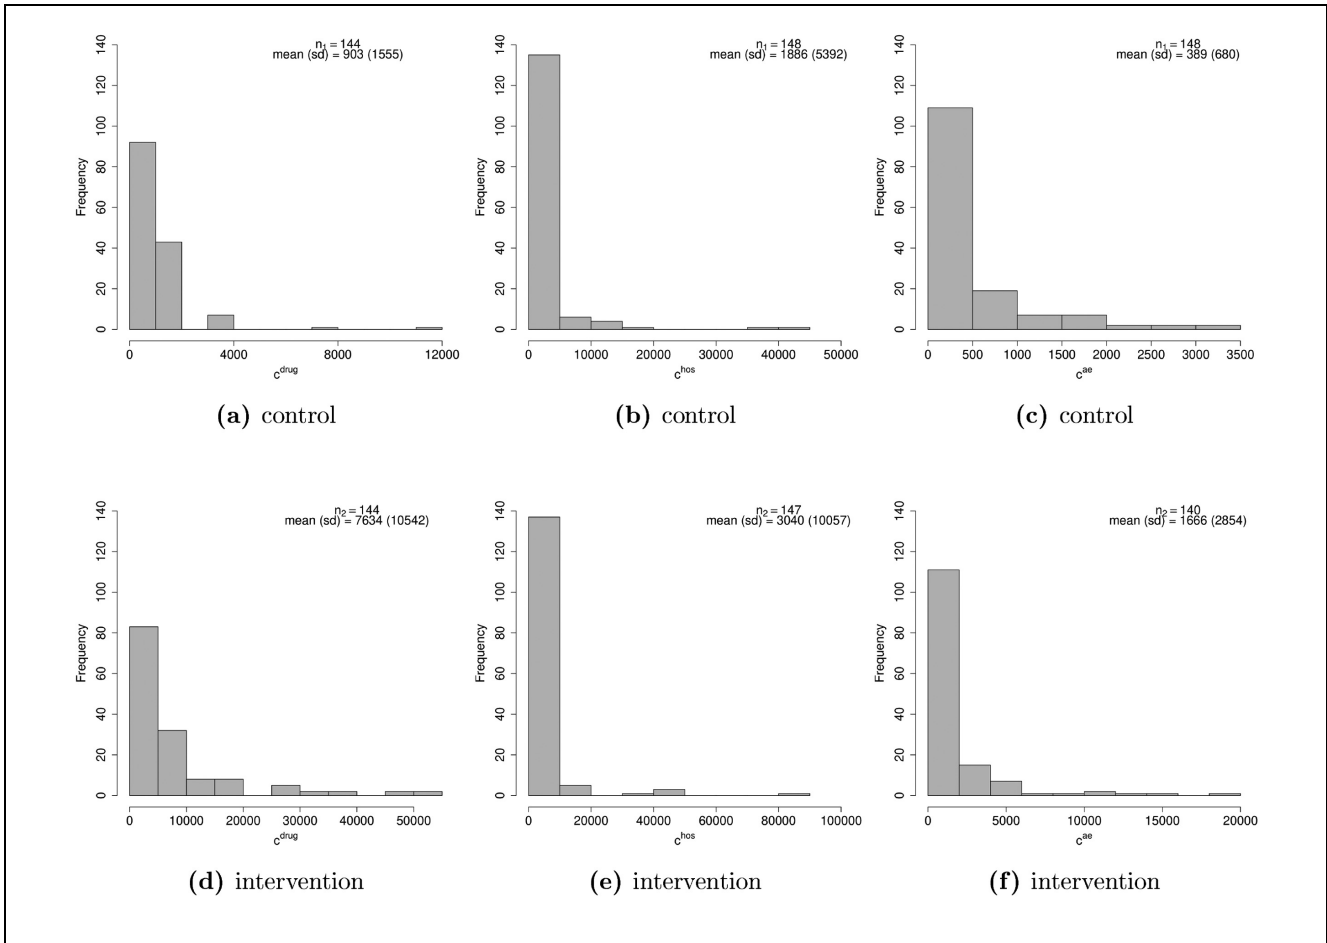 n1 = 144
mean (sd) = 903 (1555)
Frequency
0 20 40 60 80 100 120 140
0 4000 8000 12000
cdrug
(a) control
n1 = 148
mean (sd) = 1886 (5392)
Frequency
0 20 40 60 80 100 120 140
0 10000 20000 30000 40000 50000
chos
(b) control
n1 = 148
mean (sd) = 389 (680)
Frequency
0 20 40 60 80 100 120 140
0 500 1000 1500 2000 2500 3000 3500
cae
(c) control
n2 = 144
mean (sd) = 7634 (10542)
Frequency
0 20 40 60 80 100 120 140
0 10000 20000 30000 40000 50000
cdrug
(d) intervention
n2 = 147
mean (sd) = 3040 (10057)
Frequency
0 20 40 60 80 100 120 140
0 20000 40000 60000 80000 100000
chos
(e) intervention
n2 = 140
mean (sd) = 1666 (2854)
Frequency
0 20 40 60 80 100 120 140
0 5000 10000 15000 20000
cae
(f) intervention